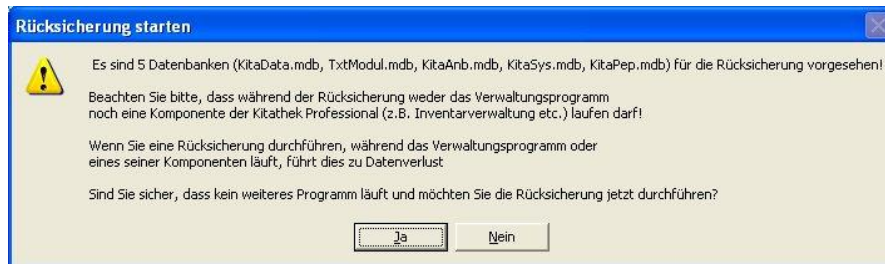 Rücksicherung starten
Es sind 5 Datenbanken (KitaData.mdb, TxtModul.mdb, KitaAnb.mdb, KitaSys.mdb, KitaPep.mdb) für die Rücksicherung vorgesehen!
Beachten Sie bitte, dass während der Rücksicherung weder das Verwaltungsprogramm
noch eine Komponente der Kitathek Professional (z.B. Inventarverwaltung etc.) laufen darf!
Wenn Sie eine Rücksicherung durchführen, während das Verwaltungsprogramm oder
eines seiner Komponenten läuft, führt dies zu Datenverlust
Sind Sie sicher, dass kein weiteres Programm läuft und möchten Sie die Rücksicherung jetzt durchführen?
Ja
Nein